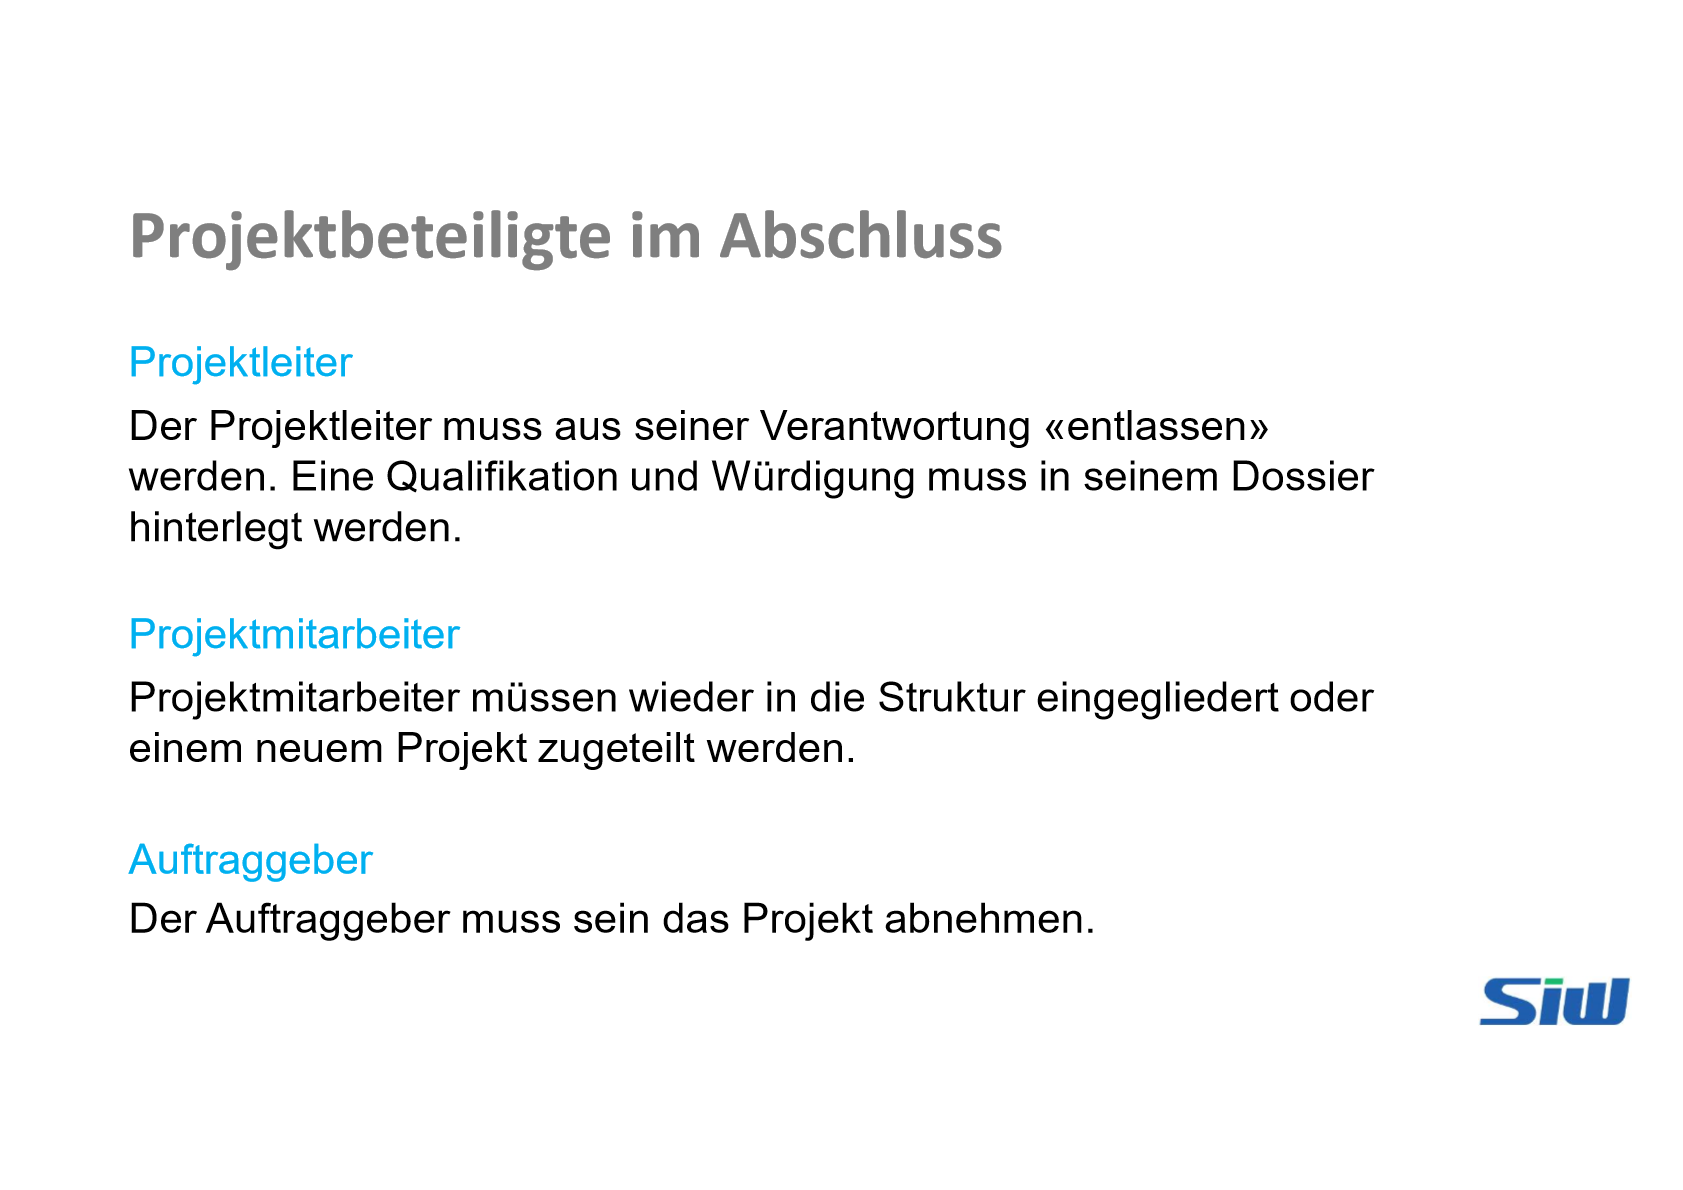 Projektbeteiligte im Abschluss
Projektleiter
Der Projektleiter muss aus seiner Verantwortung «entlassen»
werden. Eine Qualifikation und Würdigung muss in seinem Dossier
hinterlegt werden.
Projektmitarbeiter
Projektmitarbeiter müssen wieder in die Struktur eingegliedert oder
einem neuem Projekt zugeteilt werden.
Auftraggeber
Der Auftraggeber muss sein das Projekt abnehmen.
Siw